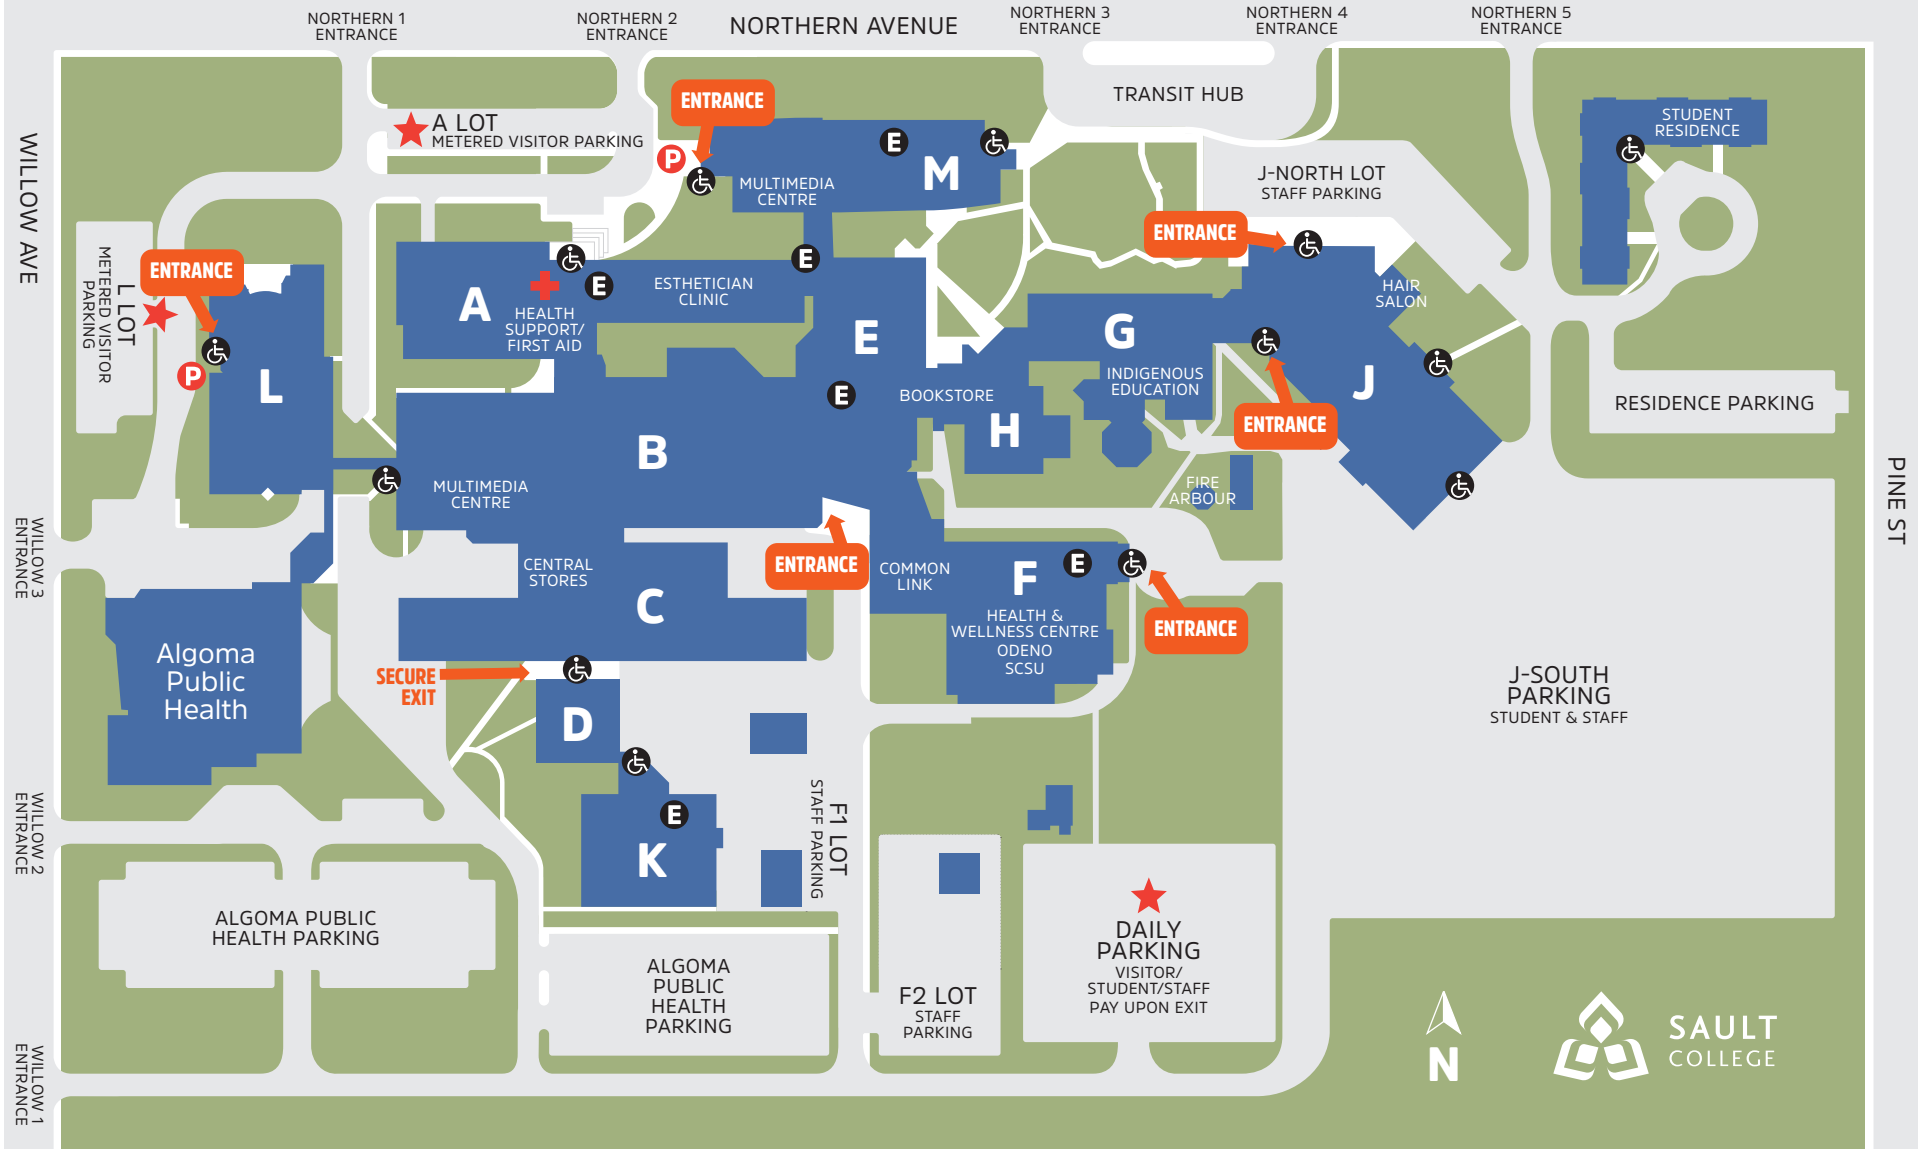 NORTHERN 1
ENTRANCE
NORTHERN 2
ENTRANCE
NORTHERN AVENUE
NORTHERN 3
ENTRANCE
NORTHERN 4
ENTRANCE
NORTHERN 5
ENTRANCE
TRANSIT HUB
ENTRANCE
A LOT
METERED VISITOR PARKING
P
E
M
MULTIMEDIA
CENTRE
STUDENT
RESIDENCE
J-NORTH LOT
STAFF PARKING
ENTRANCE
WILLOW AVE
L LOT
METERED VISITOR
PARKING
ENTRANCE
P
L
A
HEALTH
SUPPORT/
FIRST AID
E
ESTHETICIAN
CLINIC
E
E
E
BOOKSTORE
G
INDIGENOUS
EDUCATION
HAIR
SALON
J
ENTRANCE
RESIDENCE PARKING
H
B
MULTIMEDIA
CENTRE
FIRE
ARBOUR
PINE ST
WILLOW 3
ENTRANCE
CENTRAL
STORES
C
ENTRANCE
COMMON
LINK
F
E
HEALTH &
WELLNESS CENTRE
ODENO
SCSU
ENTRANCE
Algoma
Public
Health
SECURE
EXIT
D
J-SOUTH
PARKING
STUDENT & STAFF
WILLOW 2
ENTRANCE
E
K
F1 LOT
STAFF PARKING
ALGOMA PUBLIC
HEALTH PARKING
ALGOMA
PUBLIC
HEALTH
PARKING
F2 LOT
STAFF
PARKING
DAILY
PARKING
VISITOR/
STUDENT/STAFF
PAY UPON EXIT
N
SAULT
COLLEGE
WILLOW 1
ENTRANCE